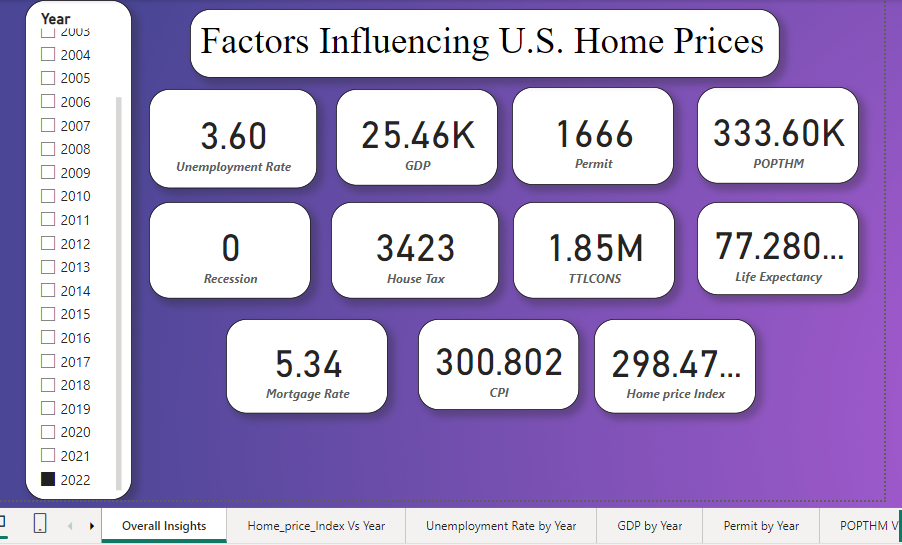 Year
2003
2004
2005
2006
2007
2008
2009
2010
2011
2012
2013
2014
2015
2016
2017
2018
2019
2020
2021
2022
Factors Influencing U.S. Home Prices
3.60
Unemployment Rate
25.46K
GDP
1666
Permit
333.60K
POPTHM
0
Recession
3423
House Tax
1.85M
TTLCONS
77.280...
Life Expectancy
5.34
Mortgage Rate
300.802
CPI
298.47...
Home price Index
Overall Insights
Home_price_Index Vs Year
Unemployment Rate by Year
GDP by Year
Permit by Year
POPTHM V